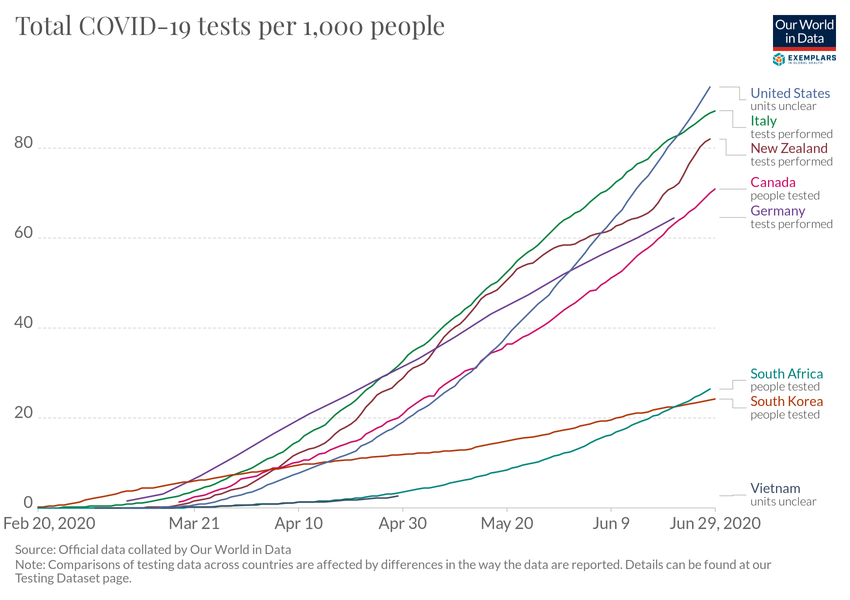 Total COVID-19 tests per 1,000 people
Our World
in Data
EXEMPLARS
IN GLOBAL HEALTH
United States
units unclear
Italy
tests performed
New Zealand
tests performed
Canada
people tested
Germany
tests performed
South Africa
people tested
South Korea
people tested
Vietnam
units unclear
80
60
40
20
0
Feb 20, 2020
Mar 21
Apr 10
Apr 30
May 20
Jun 9
Jun 29, 2020
Source: Official data collated by Our World in Data
Note: Comparisons of testing data across countries are affected by differences in the way the data are reported. Details can be found at our
Testing Dataset page.